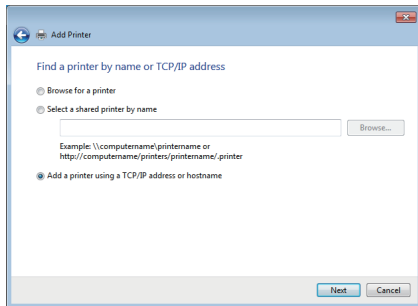 Add Printer
Find a printer by name or TCP/IP address
Browse for a printer
Select a shared printer by name
Browse...
Example: \\computername\printername or
http://computername/printers/printername/.printer
Add a printer using a TCP/IP address or hostname
Next
Cancel